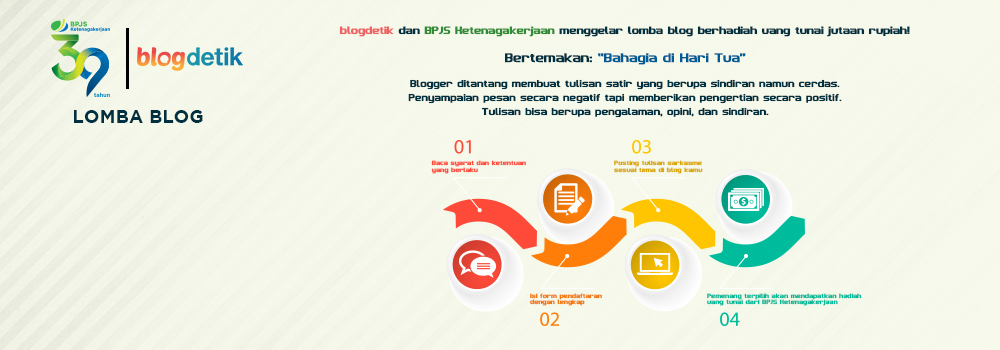 BPJS
Ketenagakerjaan
39
tahun
blogdetik
LOMBA BLOG
blogdetik dan BPJS Ketenagakerjaan menggelar lomba blog berhadiah uang tunai jutaan rupiah!
Bertemakan: "Bahagia di Hari Tua"
Blogger ditantang membuat tulisan satir yang berupa sindiran namun cerdas.
Penyampaian pesan secara negatif tapi memberikan pengertian secara positif.
Tulisan bisa berupa pengalaman, opini, dan sindiran.
01
Baca syarat dan ketentuan
yang berlaku
02
Isi form pendaftaran
dengan lengkap
03
Posting tulisan sarkasme
sesuai tema di blog kamu
04
Pemenang terpilih akan mendapatkan hadiah
uang tunai dari BPJS Ketenagakerjaan